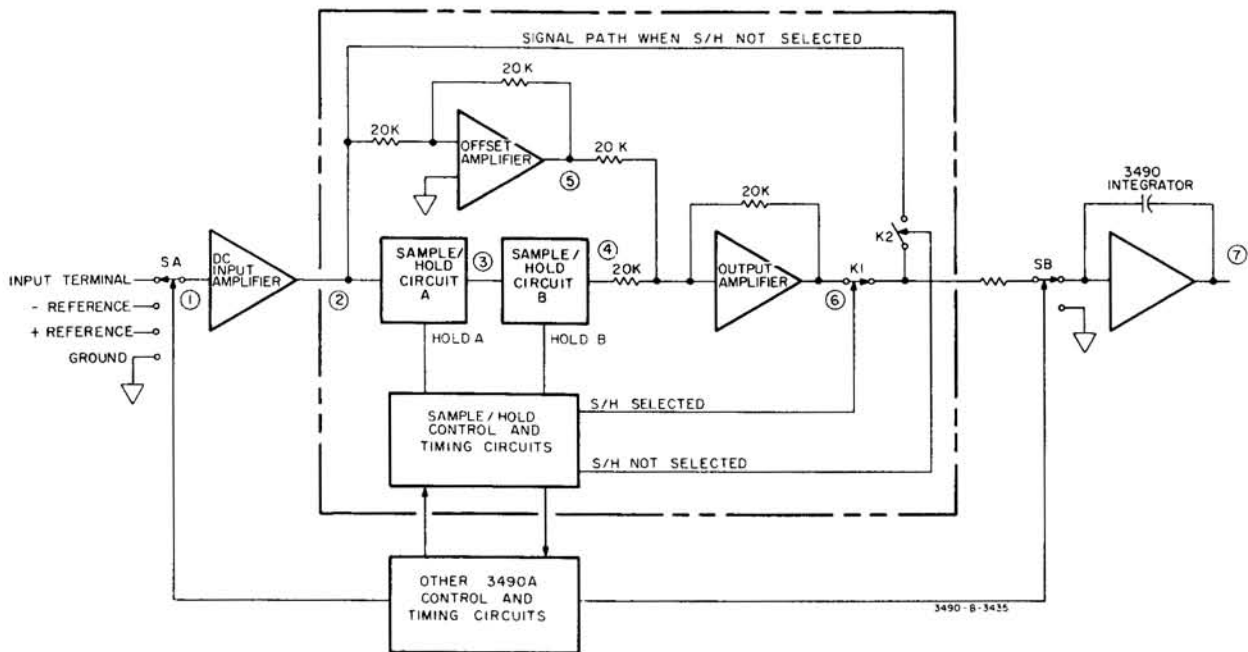 SIGNAL PATH WHEN S/H NOT SELECTED
20K
20K
OFFSET
AMPLIFIER
20K
5
3490
INTEGRATOR
20K
K2
SA
DC
INPUT
AMPLIFIER
INPUT TERMINAL
1
- REFERENCE
+ REFERENCE
GROUND
2
SAMPLE/
HOLD
CIRCUIT
A
3
SAMPLE/
HOLD
CIRCUIT
B
4
20K
OUTPUT
AMPLIFIER
6
K1
SB
7
HOLD A
HOLD B
S/H SELECTED
SAMPLE/HOLD
CONTROL AND
TIMING CIRCUITS
S/H NOT SELECTED
OTHER 3490A
CONTROL AND
TIMING CIRCUITS
3490-B-3435